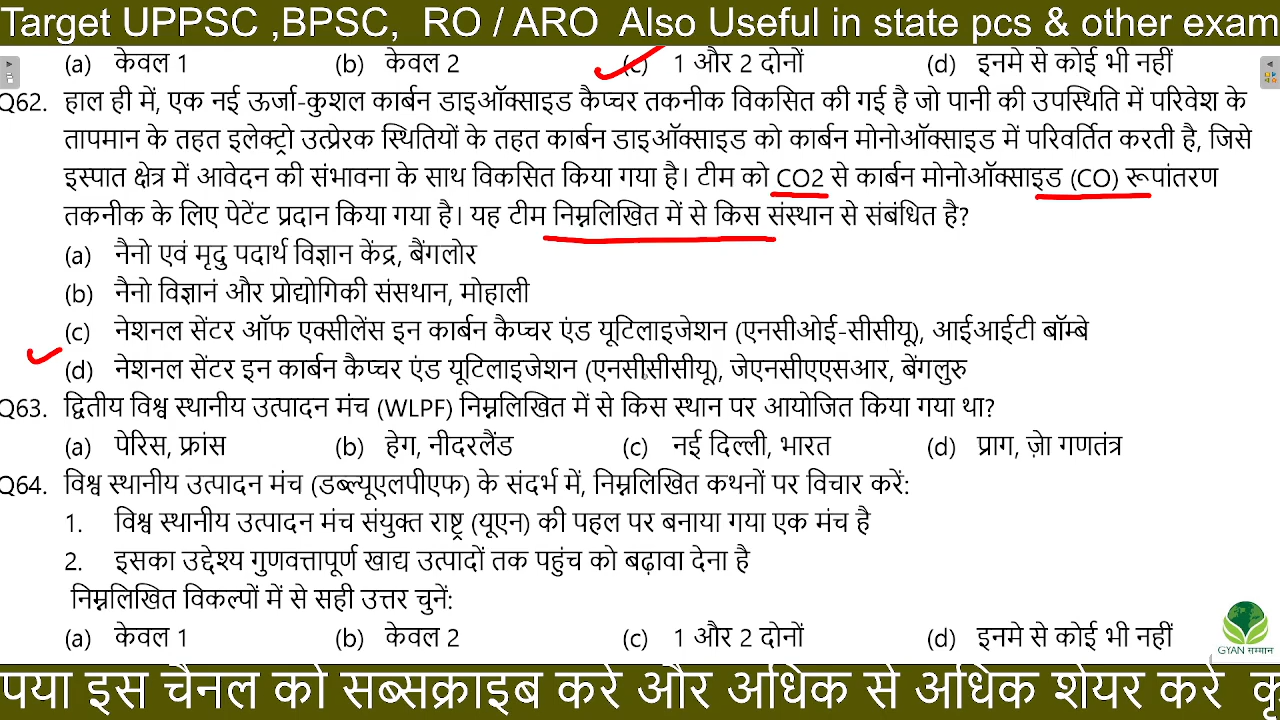 Target UPPSC ,BPSC, RO / ARO Also Useful in state pcs & other exam
(a) केवल 1 (b) केवल 2 (c) 1 और 2 दोनों (d) इनमे से कोई भी नहीं
Q62. हाल ही में, एक नई ऊर्जा-कुशल कार्बन डाइऑक्साइड कैप्चर तकनीक विकसित की गई है जो पानी की उपस्थिति में परिवेश के
तापमान के तहत इलेक्ट्रो उत्प्रेरक स्थितियों के तहत कार्बन डाइऑक्साइड को कार्बन मोनोऑक्साइड में परिवर्तित करती है, जिसे
इस्पात क्षेत्र में आवेदन की संभावना के साथ विकसित किया गया है। टीम को CO2 से कार्बन मोनोऑक्साइड (CO) रूपांतरण
तकनीक के लिए पेटेंट प्रदान किया गया है। यह टीम निम्नलिखित में से किस संस्थान से संबंधित है?
(a) नैनो एवं मृदु पदार्थ विज्ञान केंद्र, बैंगलोर
(b) नैनो विज्ञानं और प्रोद्योगिकी संसथान, मोहाली
(c) नेशनल सेंटर ऑफ एक्सीलेंस इन कार्बन कैप्चर एंड यूटिलाइजेशन (एनसीओई-सीसीयू), आईआईटी बॉम्बे
(d) नेशनल सेंटर इन कार्बन कैप्चर एंड यूटिलाइजेशन (एनसीसीसीयू), जेएनसीएएसआर, बेंगलुरु
Q63. द्वितीय विश्व स्थानीय उत्पादन मंच (WLPF) निम्नलिखित में से किस स्थान पर आयोजित किया गया था?
(a) पेरिस, फ्रांस (b) हेग, नीदरलैंड (c) नई दिल्ली, भारत (d) प्राग, ज़ेा गणतंत्र
Q64. विश्व स्थानीय उत्पादन मंच (डब्ल्यूएलपीएफ) के संदर्भ में, निम्नलिखित कथनों पर विचार करें:
1. विश्व स्थानीय उत्पादन मंच संयुक्त राष्ट्र (यूएन) की पहल पर बनाया गया एक मंच है
2. इसका उद्देश्य गुणवत्तापूर्ण खाद्य उत्पादों तक पहुंच को बढ़ावा देना है
निम्नलिखित विकल्पों में से सही उत्तर चुनें:
(a) केवल 1 (b) केवल 2 (c) 1 और 2 दोनों (d) इनमे से कोई भी नहीं
GYAN सम्मान
पया इस चैनल को सब्सक्राइब करे और अधिक से अधिक शेयर करे कृ